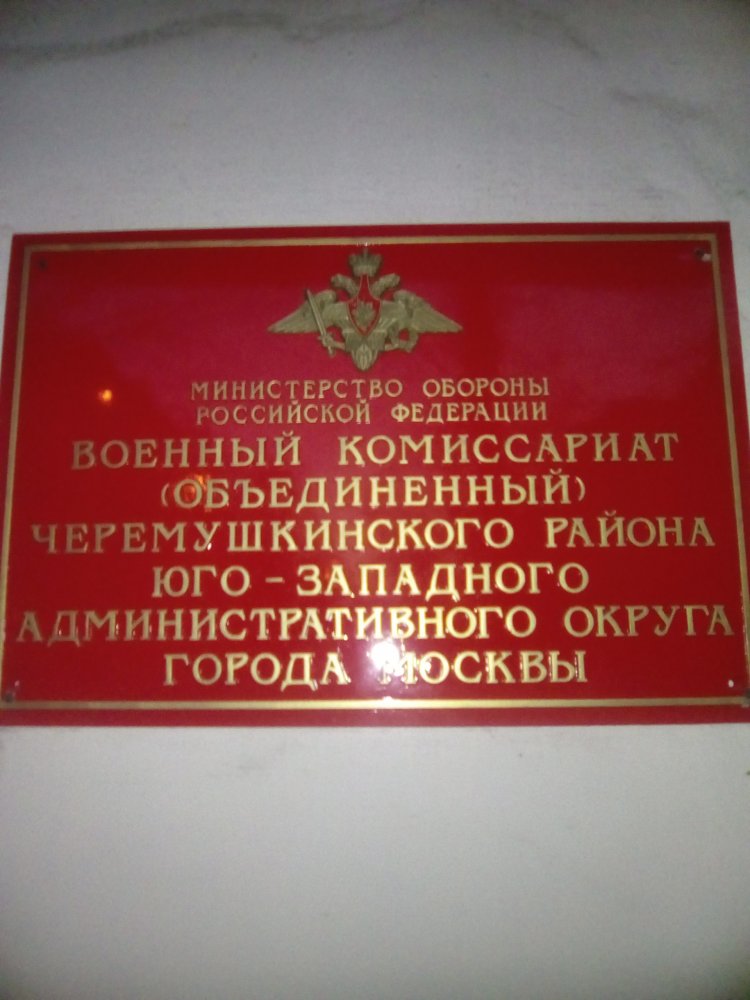 МИНИСТЕРСТВО ОБОРОНЫ
РОССИЙСКОЙ ФЕДЕРАЦИИ
ВОЕННЫЙ КОМИССАРИАТ
(ОБЪЕДИНЕННЫЙ)
ЧЕРЕМУШКИНСКОГО РАЙОНА
ЮГО - ЗАПАДНОГО
АДМИНИСТРАТИВНОГО ОКРУГА
ГОРОДА МОСКВЫ